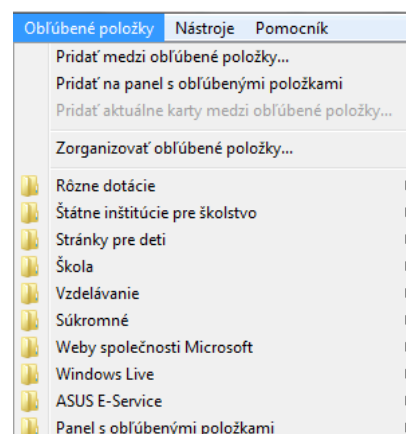 Obľúbené položky Nástroje Pomocník
Pridať medzi obľúbené položky...
Pridať na panel s obľúbenými položkami
Pridať aktuálne karty medzi obľúbené položky...
Zorganizovať obľúbené položky...
Rôzne dotácie
Štátne inštitúcie pre školstvo
Stránky pre deti
Škola
Vzdelávanie
Súkromné
Weby spoločnosti Microsoft
Windows Live
ASUS E-Service
Panel s obľúbenými položkami